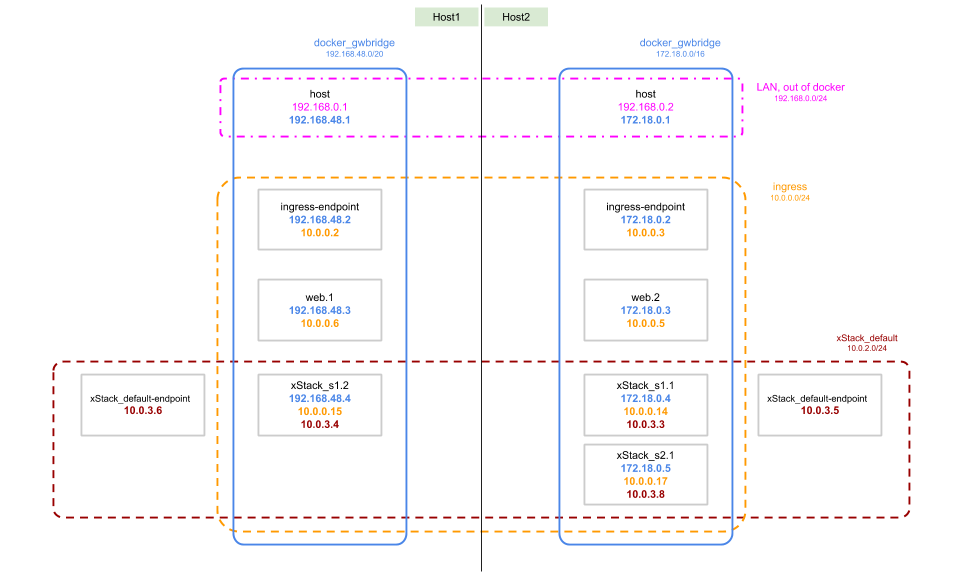 Host1
Host2
docker_gwbridge
192.168.48.0/20
docker_gwbridge
172.18.0.0/16
LAN, out of docker
192.168.0.0/24
host
192.168.0.1
192.168.48.1
host
192.168.0.2
172.18.0.1
ingress
10.0.0.0/24
ingress-endpoint
192.168.48.2
10.0.0.2
ingress-endpoint
172.18.0.2
10.0.0.3
web.1
192.168.48.3
10.0.0.6
web.2
172.18.0.3
10.0.0.5
xStack_default
10.0.2.0/24
xStack_default-endpoint
10.0.3.6
xStack_s1.2
192.168.48.4
10.0.0.15
10.0.3.4
xStack_s1.1
172.18.0.4
10.0.0.14
10.0.3.3
xStack_default-endpoint
10.0.3.5
xStack_s2.1
172.18.0.5
10.0.0.17
10.0.3.8